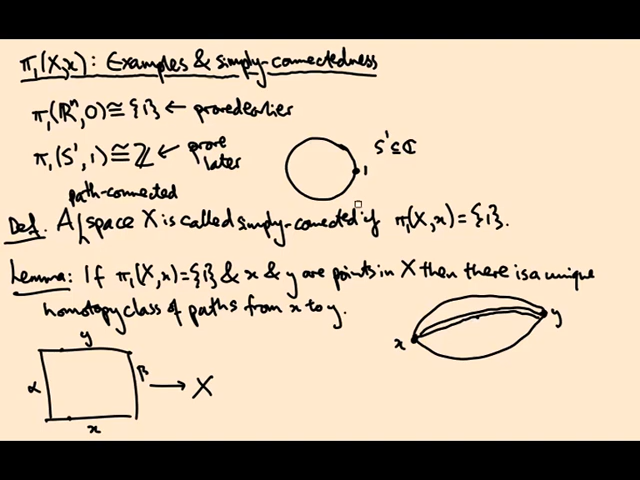 π₁(X,x): Examples & simply-connectedness
π₁(ℝⁿ,0)≅{1} ← proved earlier
π₁(S¹,1)≅ℤ ← prove later
1
S¹⊆ℂ
path-connected
Def. A space X is called simply-connected if π₁(X,x)={1}.
Lemma: If π₁(X,x)={1} & x & y are points in X then there is a unique
homotopy class of paths from x to y.
x
y
y
α
β
→ X
x